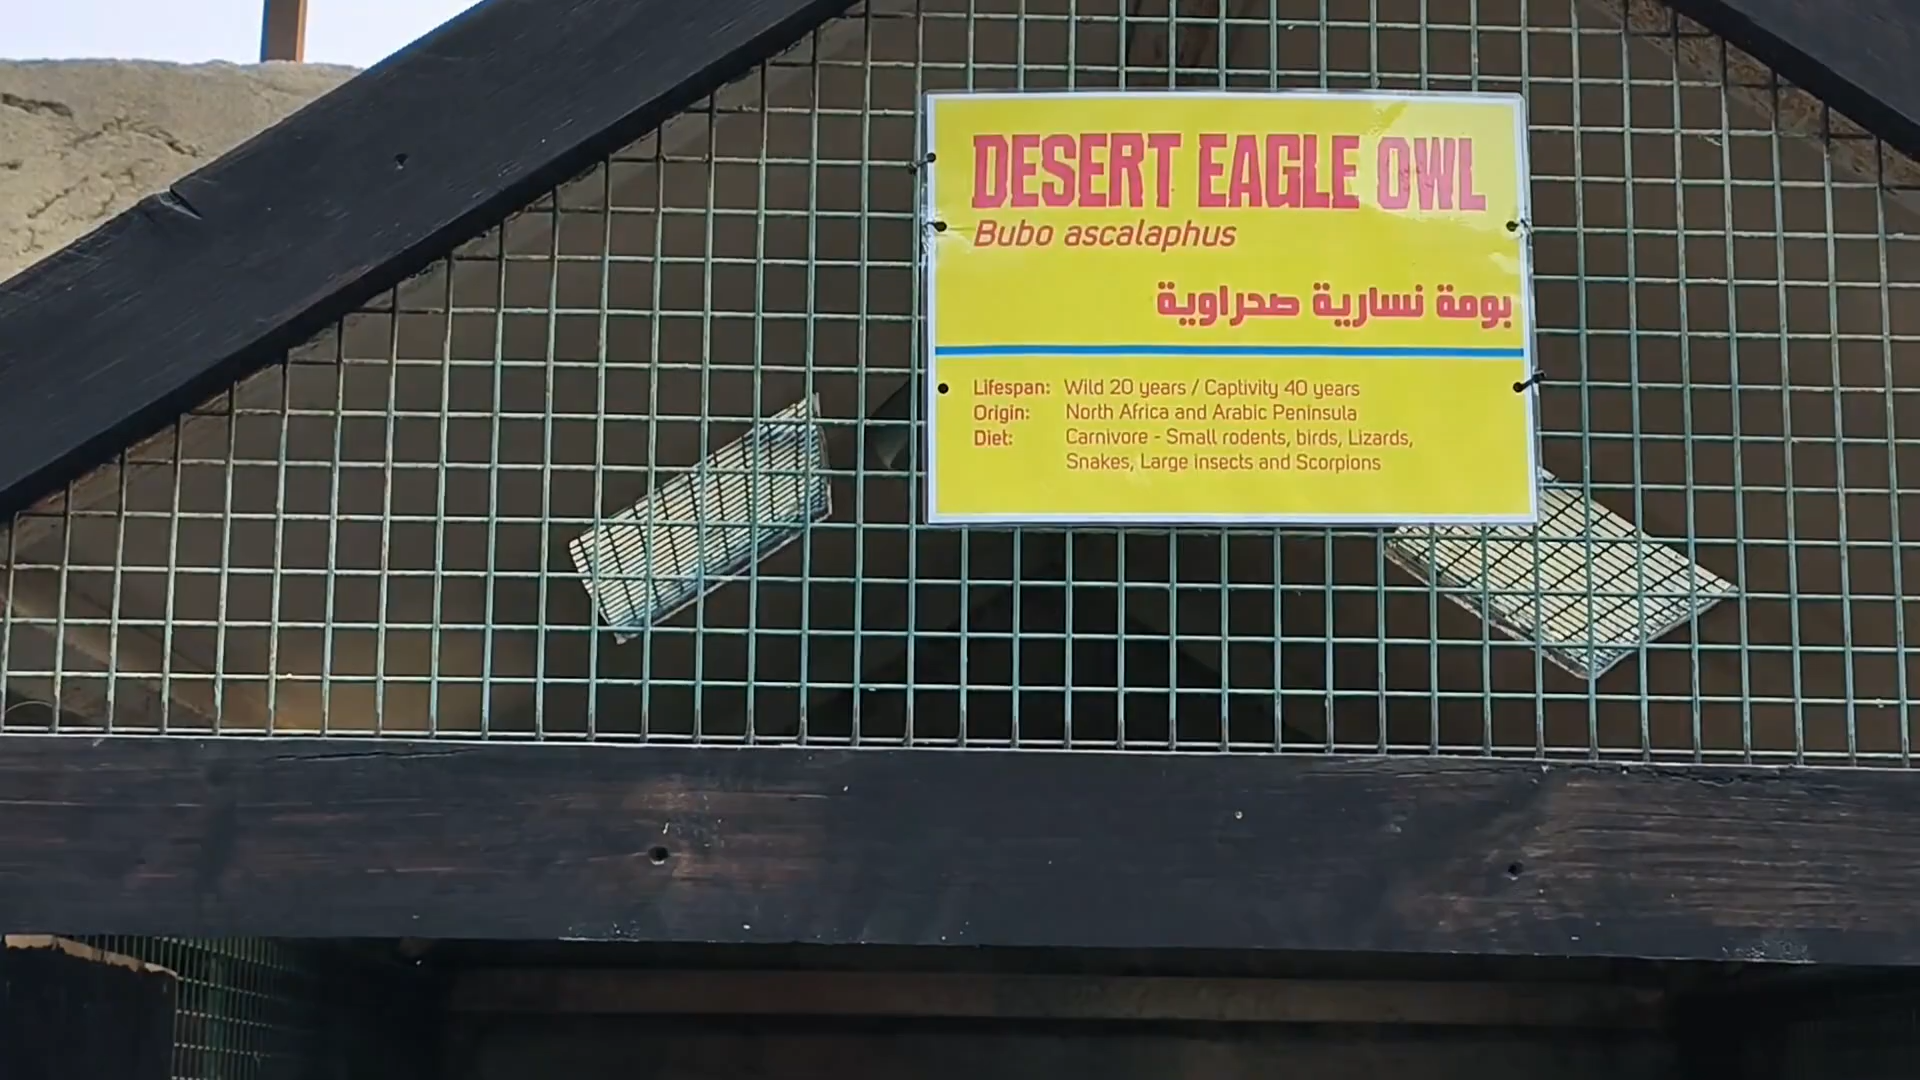 DESERT EAGLE OWL
Bubo ascalaphus
بومة نسارية صحراوية
Lifespan: Wild 20 years / Captivity 40 years
Origin: North Africa and Arabic Peninsula
Diet: Carnivore - Small rodents, birds, Lizards,
Snakes, Large insects and Scorpions